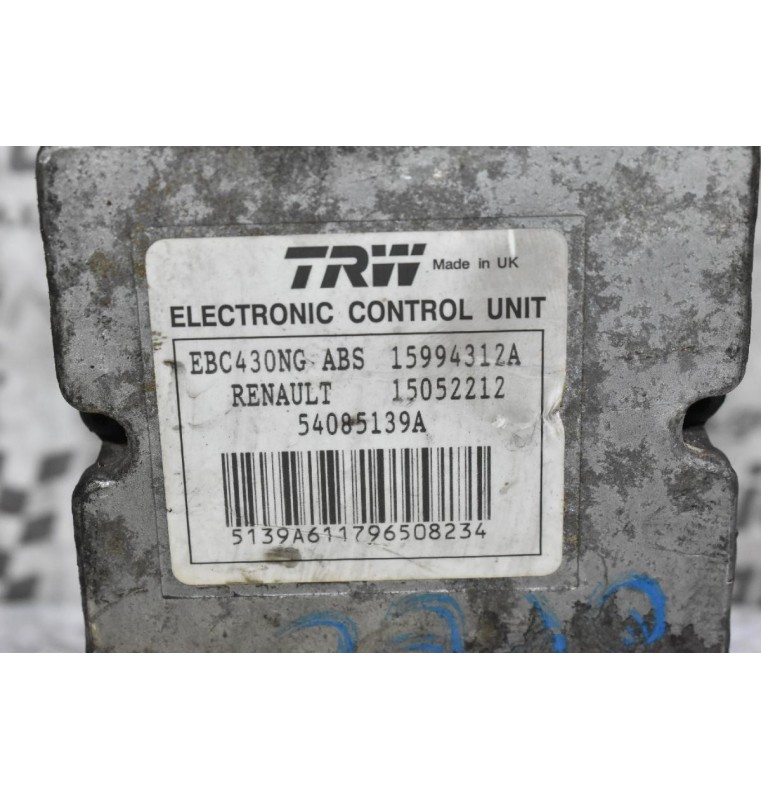 TRW Made in UK
ELECTRONIC CONTROL UNIT
EBC430NG ABS 15994312A
RENAULT 15052212
54085139A
5139A611796508234